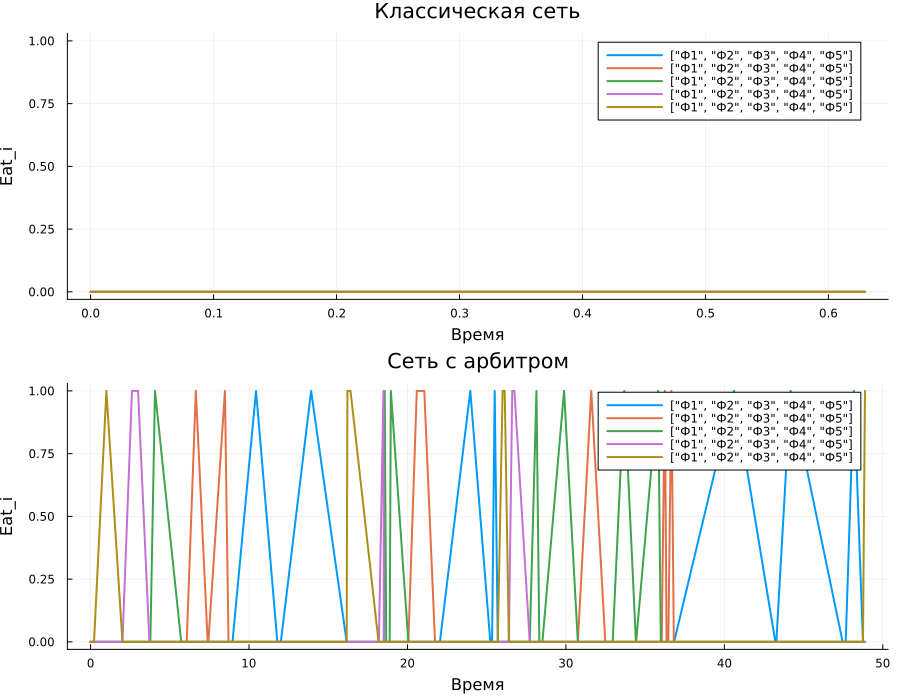 Классическая сеть
1.00
0.75
0.50
0.25
0.00
Eat_i
["Ф1", "Ф2", "Ф3", "Ф4", "Ф5"]
["Ф1", "Ф2", "Ф3", "Ф4", "Ф5"]
["Ф1", "Ф2", "Ф3", "Ф4", "Ф5"]
["Ф1", "Ф2", "Ф3", "Ф4", "Ф5"]
["Ф1", "Ф2", "Ф3", "Ф4", "Ф5"]
0.0 0.1 0.2 0.3 0.4 0.5 0.6
Время
Сеть с арбитром
1.00
0.75
0.50
0.25
0.00
Eat_i
["Ф1", "Ф2", "Ф3", "Ф4", "Ф5"]
["Ф1", "Ф2", "Ф3", "Ф4", "Ф5"]
["Ф1", "Ф2", "Ф3", "Ф4", "Ф5"]
["Ф1", "Ф2", "Ф3", "Ф4", "Ф5"]
["Ф1", "Ф2", "Ф3", "Ф4", "Ф5"]
0 10 20 30 40 50
Время